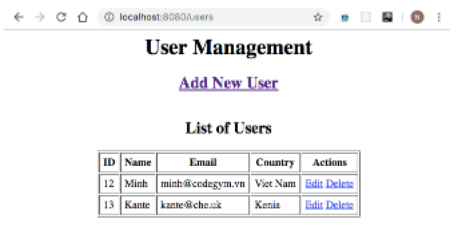 localhost:8080/users
N
User Management
Add New User
List of Users
ID Name Email Country Actions
12 Minh minh@codegym.vn Viet Nam Edit Delete
13 Kante kante@che.uk Kenia Edit Delete